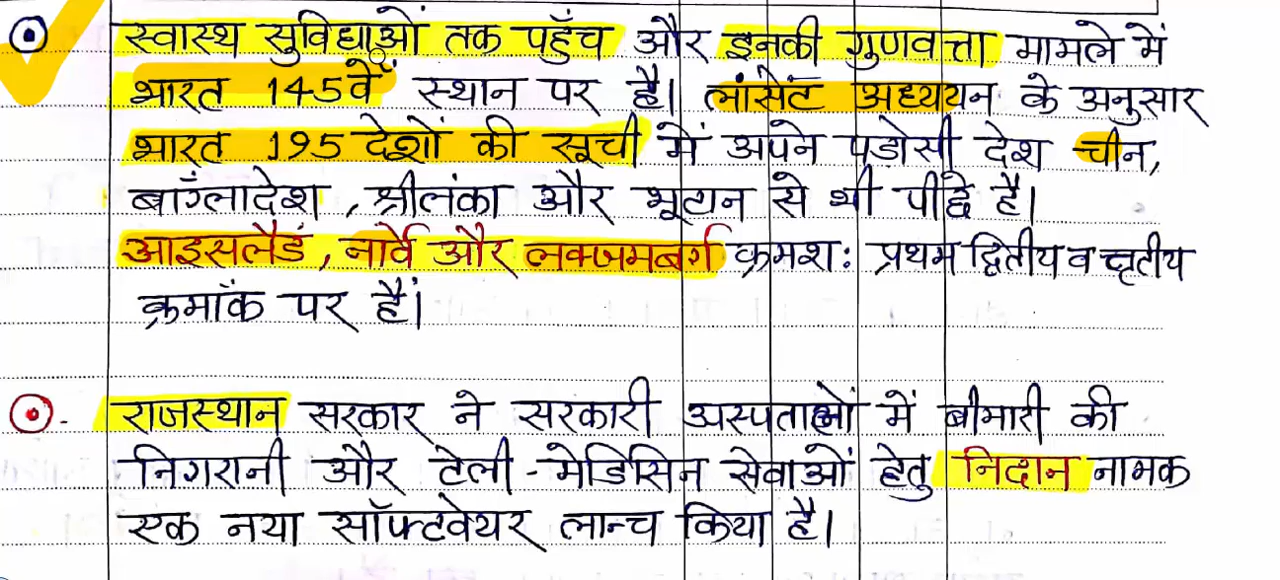 स्वास्थ सुविधाओं तक पहुँच और इनकी गुणवत्ता मामले में
भारत 145वें स्थान पर है। लांसेंट अध्ययन के अनुसार
भारत 195 देशों की सूची में अपने पड़ोसी देश चीन,
बाँग्लादेश, श्रीलंका और भूटान से भी पीछे है।
आइसलैडं, नार्वे और लक्जमबर्ग क्रमश: प्रथम द्वितीय व तृतीय
क्रमाँक पर है।
राजस्थान सरकार ने सरकारी अस्पतालों में बीमारी की
निगरानी और टेली-मेडिसिन सेवाओं हेतु निदान नामक
एक नया सॉफ्टवेयर लान्च किया है।